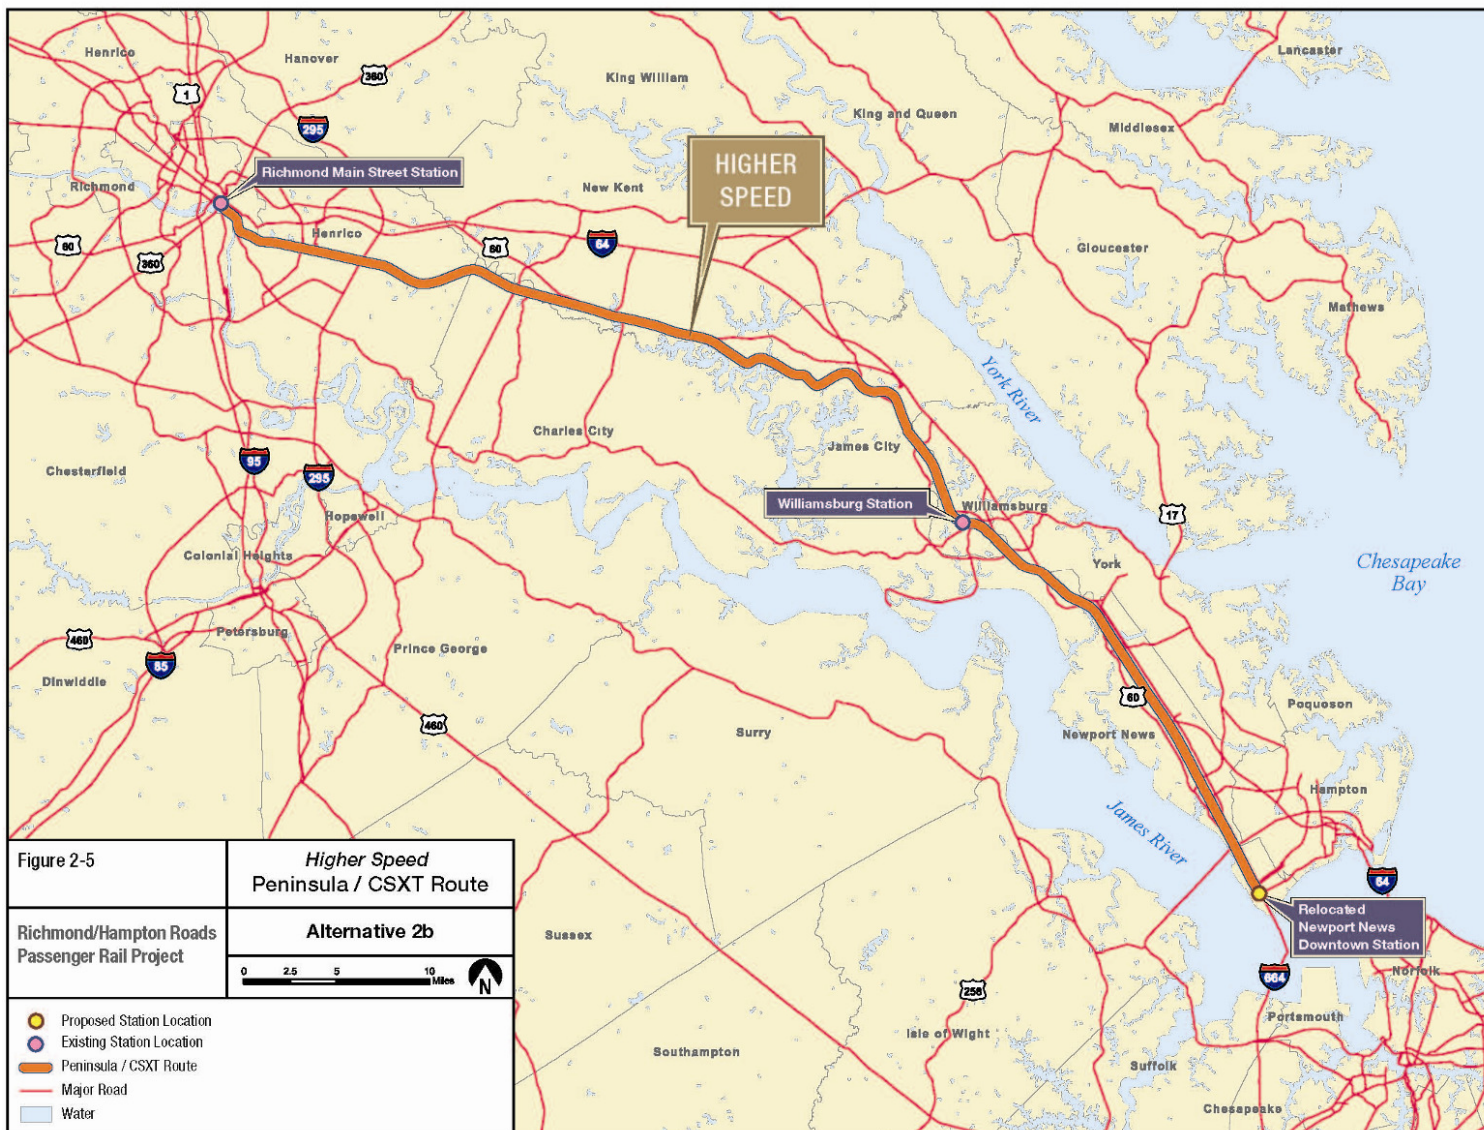 Henrico
Hanover
360
King William
Lancaster
1
295
King and Queen
Middlesex
HIGHER
SPEED
Richmond Main Street Station
Richmond
New Kent
Henrico
60
64
60
360
Gloucester
Mathews
York River
Charles City
James City
Chesterfield
95
295
Williamsburg Station
Williamsburg
17
Hopewell
Colonial Heights
York
Chesapeake
Bay
460
Petersburg
85
Prince George
Dinwiddie
460
60
Poquoson
Surry
Newport News
Hampton
James River
64
Relocated
Newport News
Downtown Station
Norfolk
664
Sussex
258
Portsmouth
Isle of Wight
Southampton
Suffolk
Chesapeake
Figure 2-5
Higher Speed
Peninsula / CSXT Route
Richmond/Hampton Roads
Passenger Rail Project
Alternative 2b
0 2.5 5 10 Miles
N
Proposed Station Location
Existing Station Location
Peninsula / CSXT Route
Major Road
Water